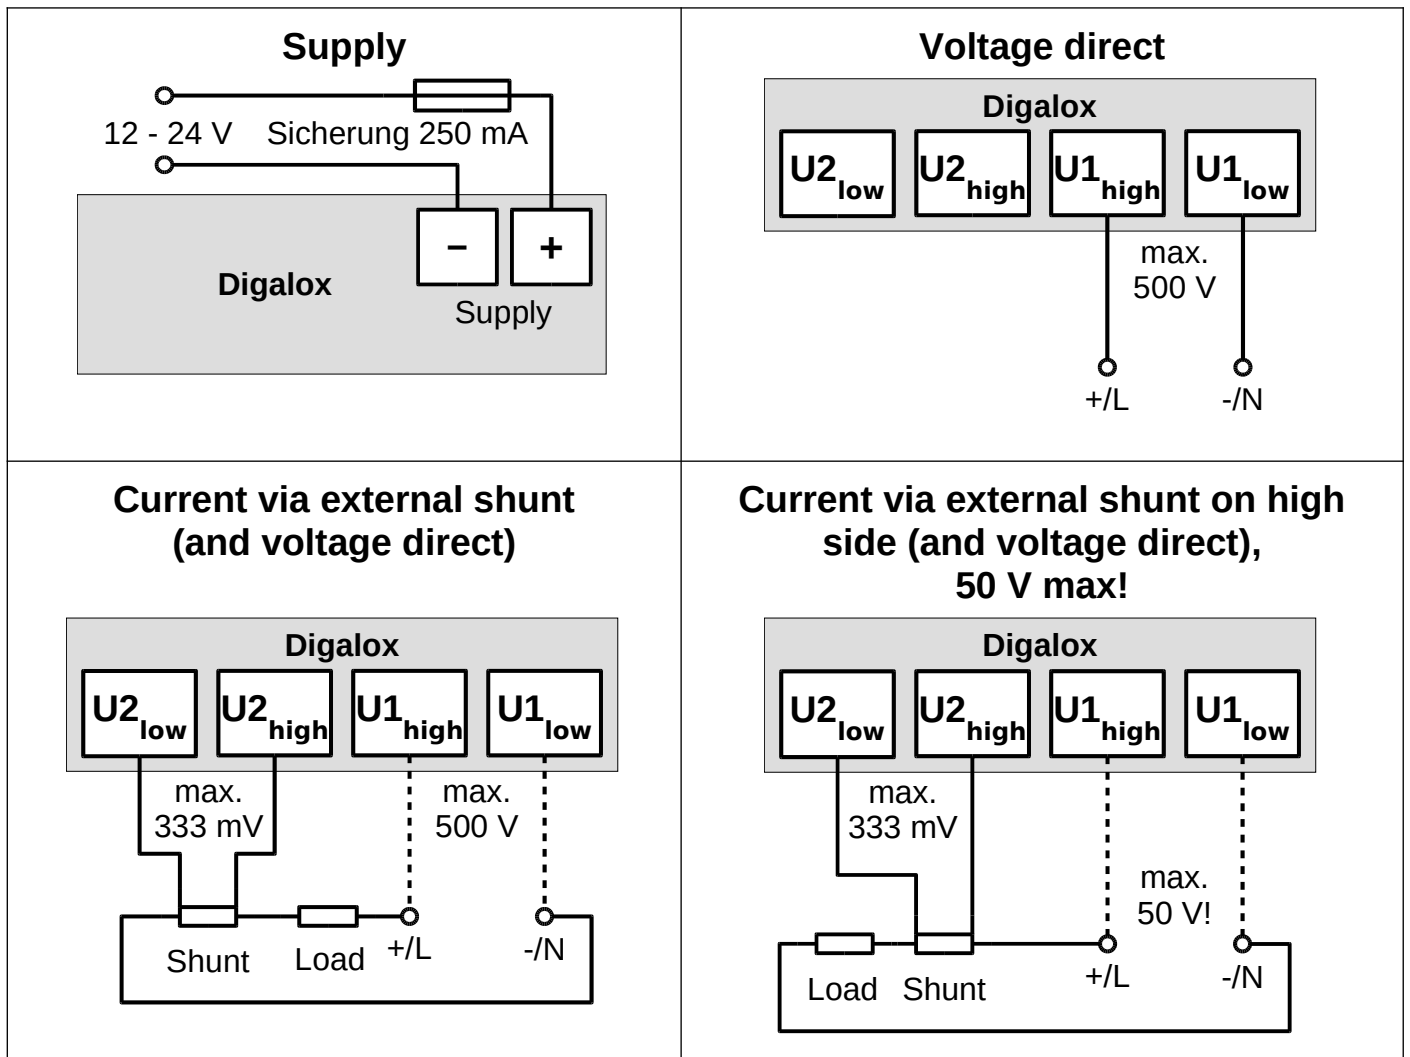 Supply
12 - 24 V
Sicherung 250 mA
−
+
Digalox
Supply
Voltage direct
Digalox
U2low
U2high
U1high
U1low
max.
500 V
+/L
-/N
Current via external shunt
(and voltage direct)
Digalox
U2low
U2high
U1high
U1low
max.
333 mV
max.
500 V
Shunt
Load
+/L
-/N
Current via external shunt on high
side (and voltage direct),
50 V max!
Digalox
U2low
U2high
U1high
U1low
max.
333 mV
max.
50 V!
Load
Shunt
+/L
-/N